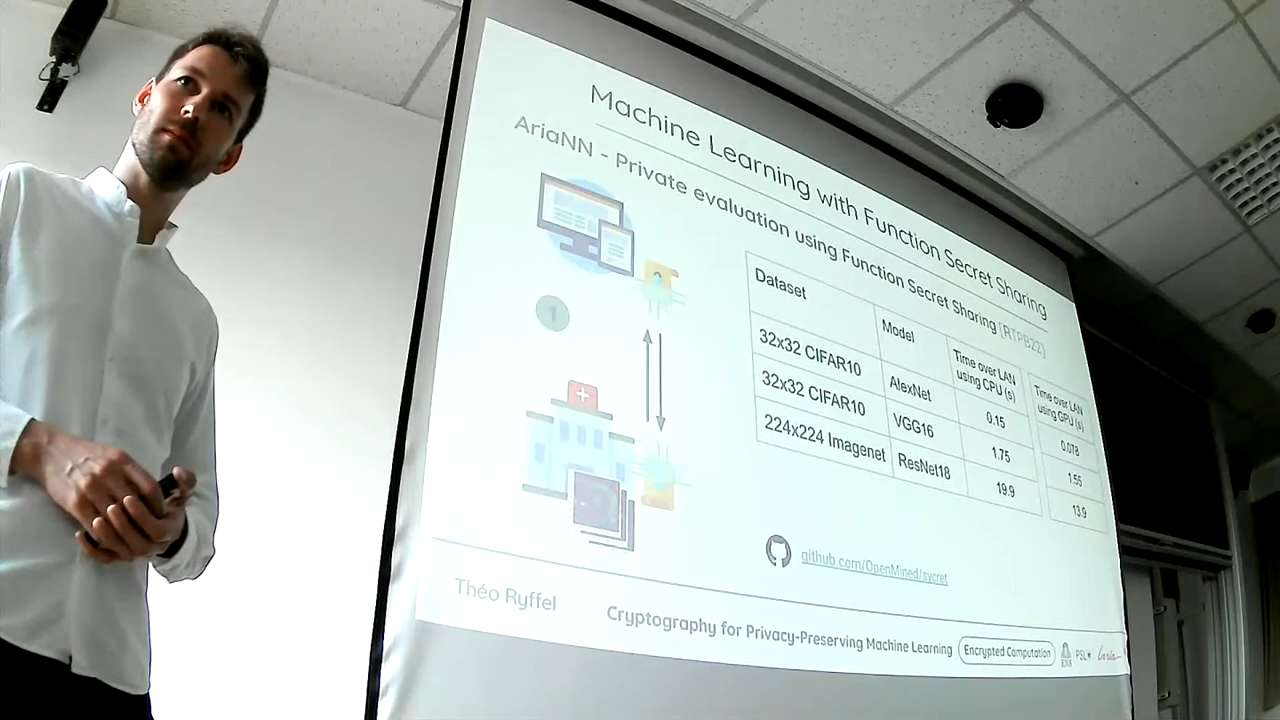 Machine Learning with Function Secret Sharing
AriaNN - Private evaluation using Function Secret Sharing [RTPB22]
1
Dataset Model Time over LAN using CPU (s) Time over LAN using GPU (s)
32x32 CIFAR10 AlexNet 0.15 0.078
32x32 CIFAR10 VGG16 1.75 1.55
224x224 Imagenet ResNet18 19.9 13.9
github.com/OpenMined/sycret
Théo Ryffel Cryptography for Privacy-Preserving Machine Learning Encrypted Computation ENS PSL Inria